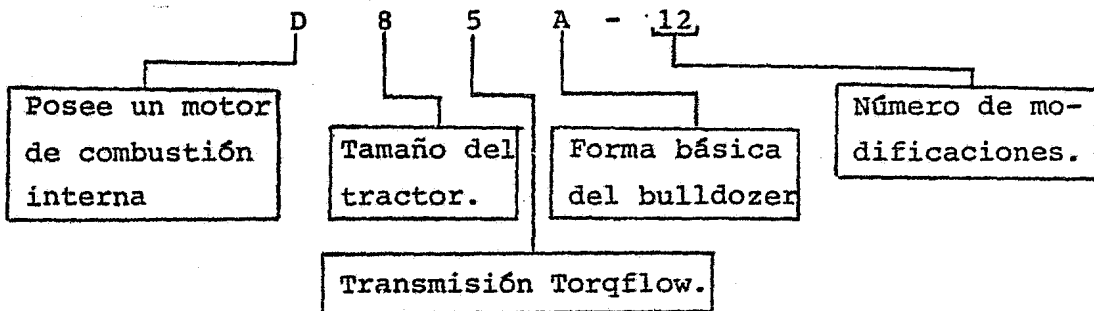 D 8 5 A - 12
Posee un motor
de combustión
interna
Tamaño del
tractor.
Forma básica
del bulldozer
Número de mo-
dificaciones.
Transmisión Torqflow.